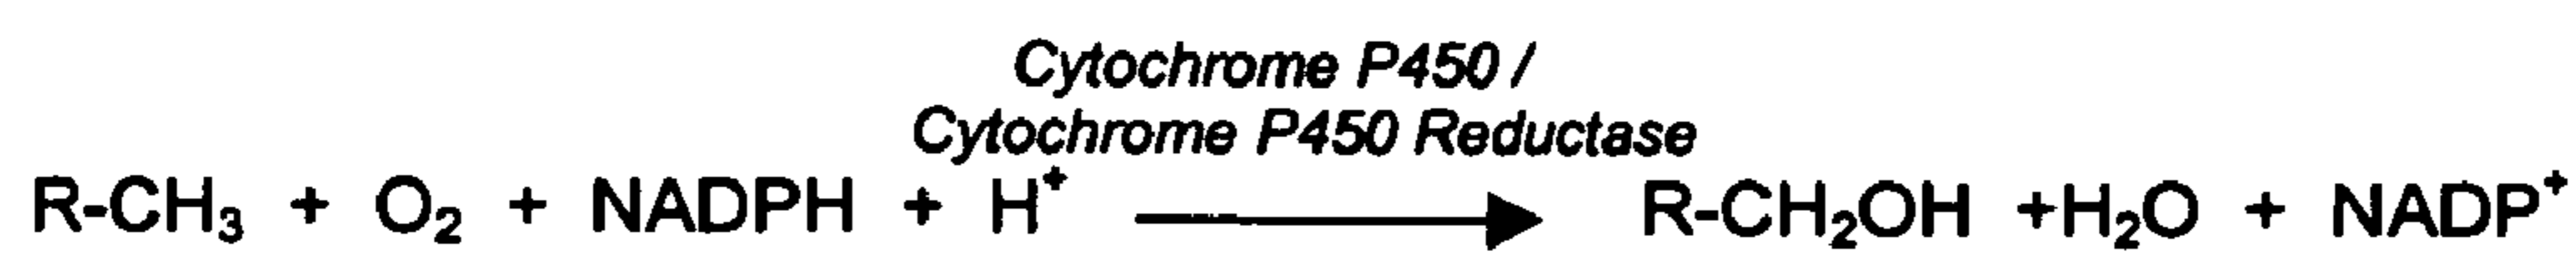 Cytochrome P450 /
Cytochrome P450 Reductase
R-CH₃ + O₂ + NADPH + H⁺ R-CH₂OH +H₂O + NADP⁺